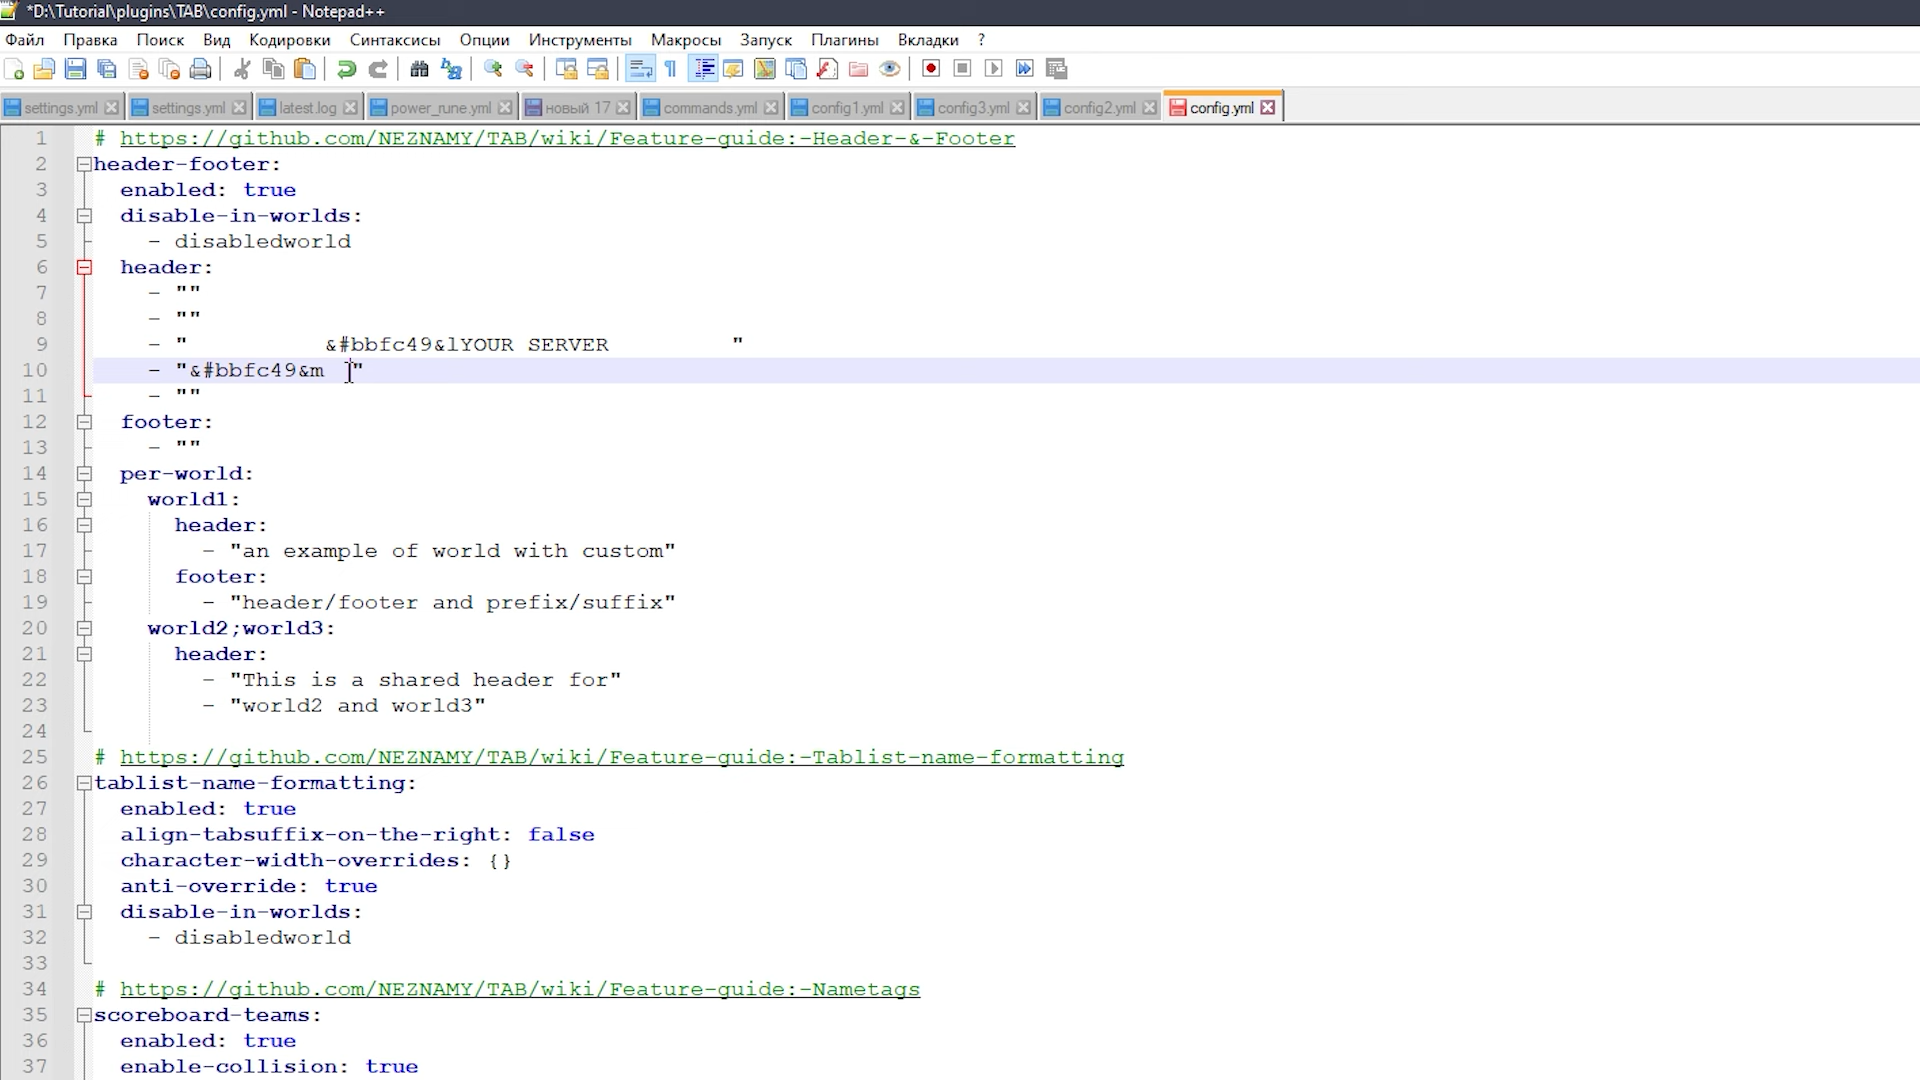 *D:\Tutorial\plugins\TAB\config.yml - Notepad++
Файл Правка Поиск Вид Кодировки Синтаксисы Опции Инструменты Макросы Запуск Плагины Вкладки ?
settings.yml settings.yml latest.log power_rune.yml новый 17 commands.yml config1.yml config3.yml config2.yml config.yml
1 # https://github.com/NEZNAMY/TAB/wiki/Feature-guide:-Header-&-Footer
2 header-footer:
3 enabled: true
4 disable-in-worlds:
5 - disabledworld
6 header:
7 - ""
8 - ""
9 - "           &#bbfc49&lYOUR SERVER         "
10 - "&#bbfc49&m  "
11 - ""
12 footer:
13 - ""
14 per-world:
15 world1:
16 header:
17 - "an example of world with custom"
18 footer:
19 - "header/footer and prefix/suffix"
20 world2;world3:
21 header:
22 - "This is a shared header for"
23 - "world2 and world3"
24
25 # https://github.com/NEZNAMY/TAB/wiki/Feature-guide:-Tablist-name-formatting
26 tablist-name-formatting:
27 enabled: true
28 align-tabsuffix-on-the-right: false
29 character-width-overrides: {}
30 anti-override: true
31 disable-in-worlds:
32 - disabledworld
33
34 # https://github.com/NEZNAMY/TAB/wiki/Feature-guide:-Nametags
35 scoreboard-teams:
36 enabled: true
37 enable-collision: true